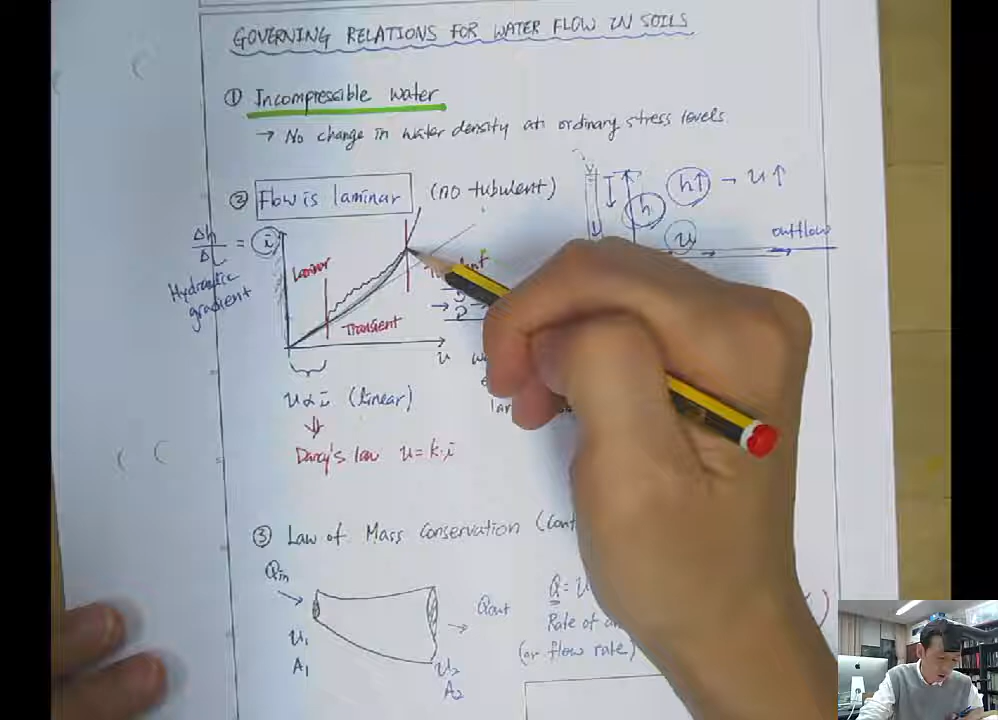 GOVERNING RELATIONS FOR WATER FLOW IN SOILS
① Incompressible water
→ No change in water density at ordinary stress levels.
② Flow is laminar (no tubulent)
h↑ → u↑
h
u
outflow
Δh
ΔL
= i
Hydraulic
gradient
Transient
u
u ∝ i (linear)
⇓
Darcy's law u = k·i
③ Law of Mass Conservation (cont
Qin
Qout
u₁
A₁
u₂
A₂
Q = u
Rate of
(or flow rate)